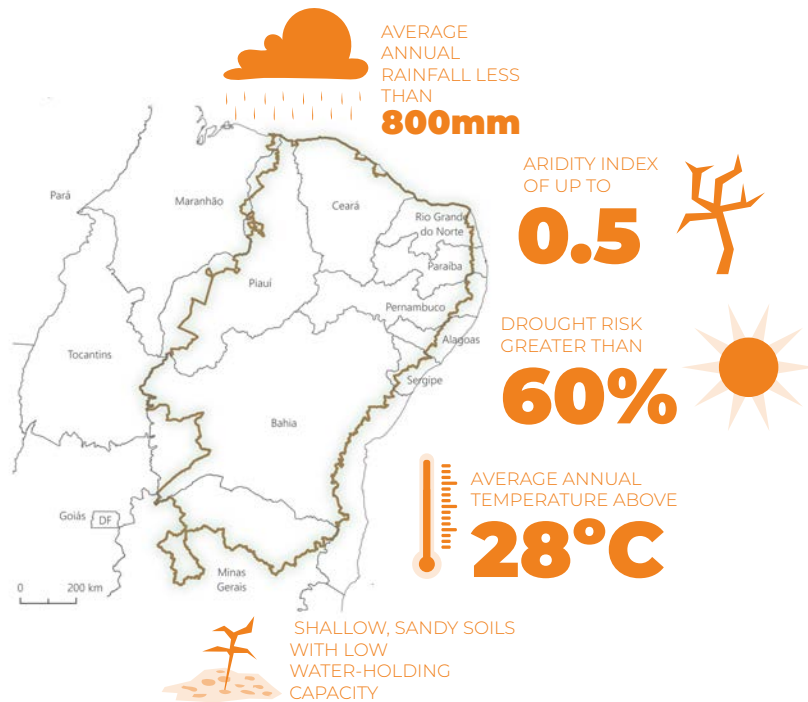 AVERAGE
ANNUAL
RAINFALL LESS
THAN
800mm
ARIDITY INDEX
OF UP TO
0.5
DROUGHT RISK
GREATER THAN
60%
AVERAGE ANNUAL
TEMPERATURE ABOVE
28°C
SHALLOW, SANDY SOILS
WITH LOW
WATER-HOLDING
CAPACITY
Pará
Maranhão
Ceará
Rio Grande
do Norte
Paraíba
Piauí
Pernambuco
Alagoas
Tocantins
Sergipe
Bahia
Goiás
DF
Minas
Gerais
0 200 km